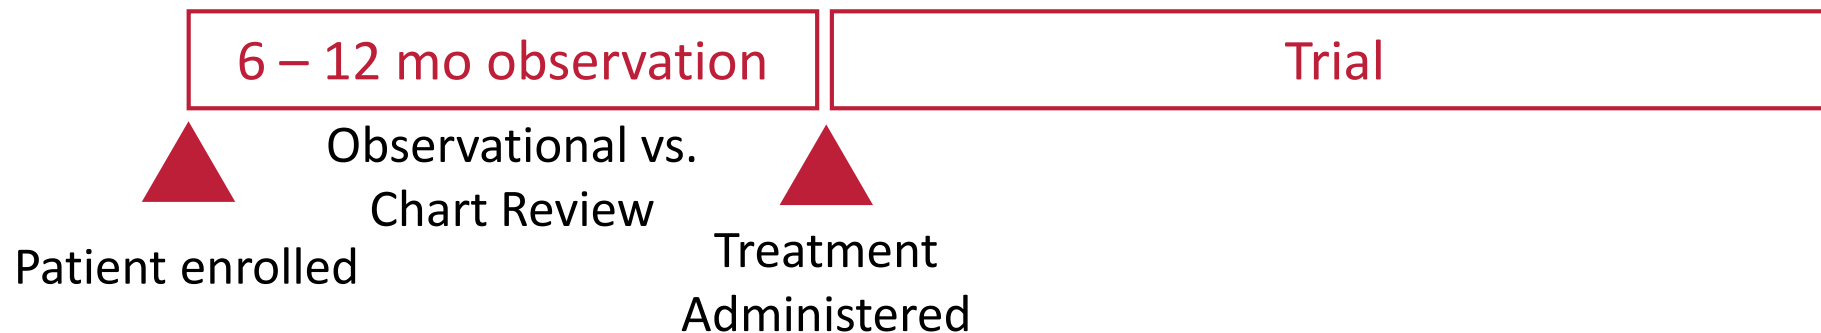 6 – 12 mo observation
Trial
Observational vs.
Chart Review
Patient enrolled
Treatment
Administered